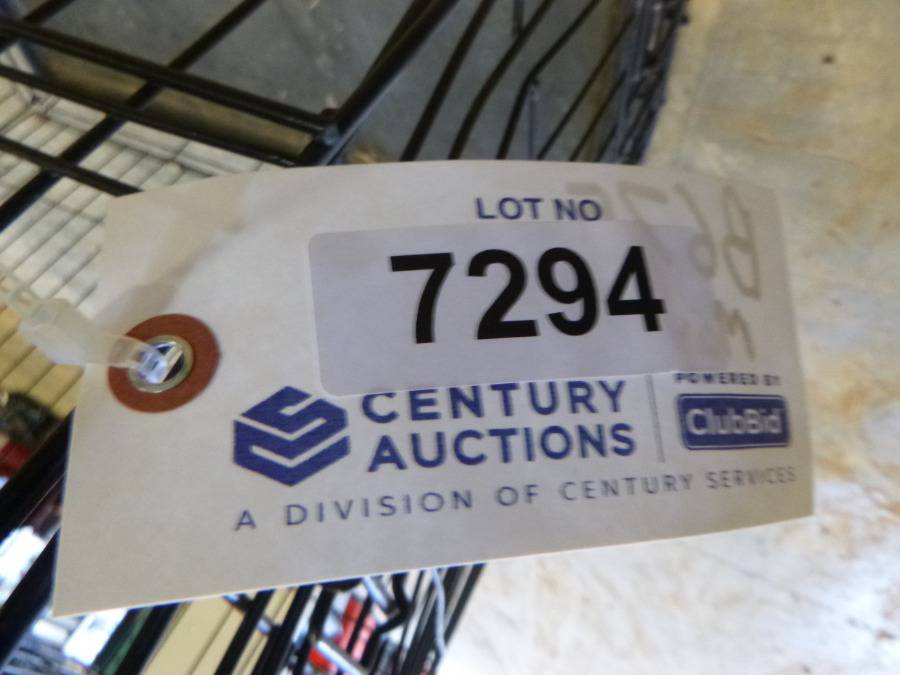 LOT NO
7294
CENTURY
AUCTIONS
POWERED BY
ClubBid
A DIVISION OF CENTURY SERVICES